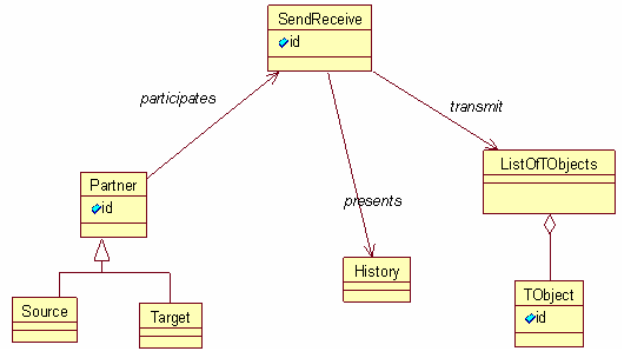 SendReceive
id
participates
transmit
ListOfTObjects
Partner
id
presents
History
TObject
id
Source
Target